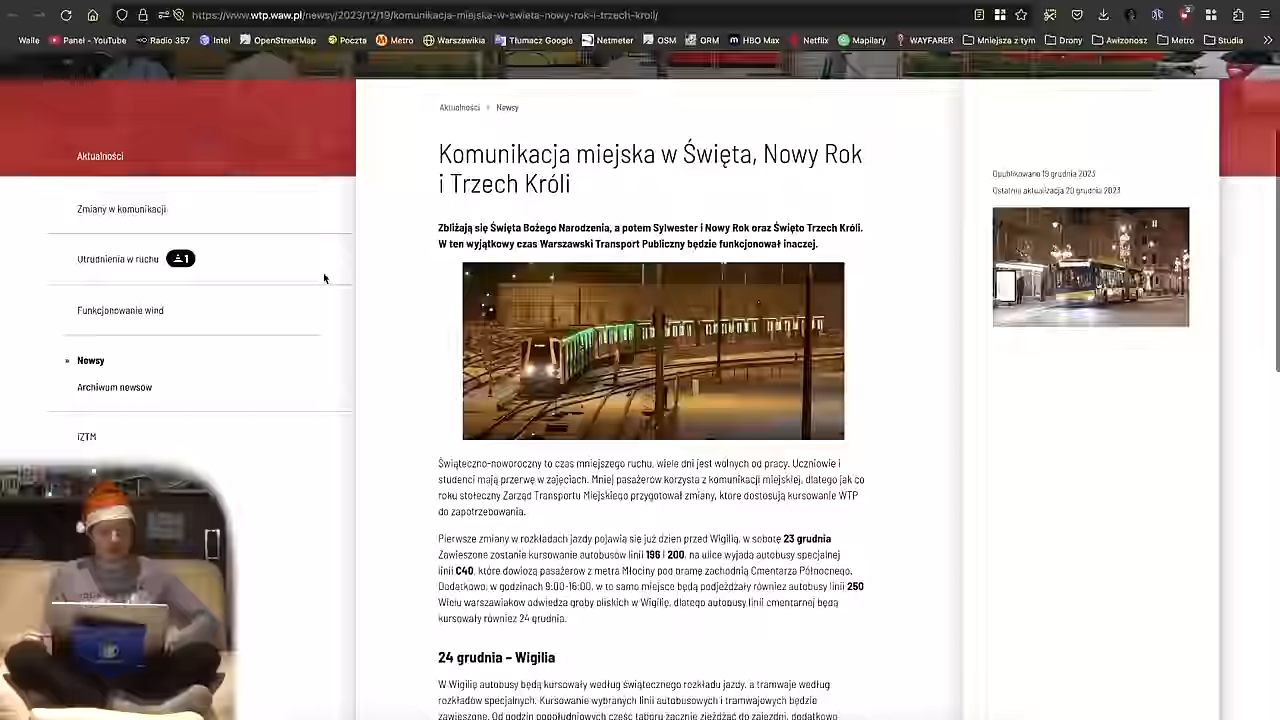 https://www.wtp.waw.pl/newsy/2023/12/19/komunikacja-miejska-w-swieta-nowy-rok-i-trzech-kroli/
3
Walle Panel - YouTube Radio 357 Intel OpenStreetMap Poczta Metro Warszawikia Tłumacz Google Netmeter OSM ORM HBO Max Netflix Mapilary WAYFARER Mniejsza z tym Drony Awizonosz Metro Studia
Aktualności
Zmiany w komunikacji
Utrudnienia w ruchu 1
Funkcjonowanie wind
» Newsy
Archiwum newsów
iZTM
Aktualności » Newsy
Komunikacja miejska w Święta, Nowy Rok
i Trzech Króli
Zbliżają się Święta Bożego Narodzenia, a potem Sylwester i Nowy Rok oraz Święto Trzech Króli.
W ten wyjątkowy czas Warszawski Transport Publiczny będzie funkcjonował inaczej.
Świąteczno-noworoczny to czas mniejszego ruchu, wiele dni jest wolnych od pracy. Uczniowie i
studenci mają przerwę w zajęciach. Mniej pasażerów korzysta z komunikacji miejskiej, dlatego jak co
roku stołeczny Zarząd Transportu Miejskiego przygotował zmiany, które dostosują kursowanie WTP
do zapotrzebowania.
Pierwsze zmiany w rozkładach jazdy pojawią się już dzień przed Wigilią, w sobotę 23 grudnia
Zawieszone zostanie kursowanie autobusów linii 196 i 200, na ulice wyjadą autobusy specjalnej
linii C40, które dowiozą pasażerów z metra Młociny pod bramę zachodnią Cmentarza Północnego.
Dodatkowo, w godzinach 9:00-16:00, w to samo miejsce będą podjeżdżały również autobusy linii 250
Wielu warszawiaków odwiedza groby bliskich w Wigilię, dlatego autobusy linii cmentarnej będą
kursowały również 24 grudnia.
24 grudnia – Wigilia
W Wigilię autobusy będą kursowały według świątecznego rozkładu jazdy, a tramwaje według
rozkładów specjalnych. Kursowanie wybranych linii autobusowych i tramwajowych będzie
zawieszone. Od godzin popołudniowych część taboru zacznie zjeżdżać do zajezdni, dodatkowo
Opublikowano 19 grudnia 2023
Ostatnia aktualizacja 20 grudnia 2023